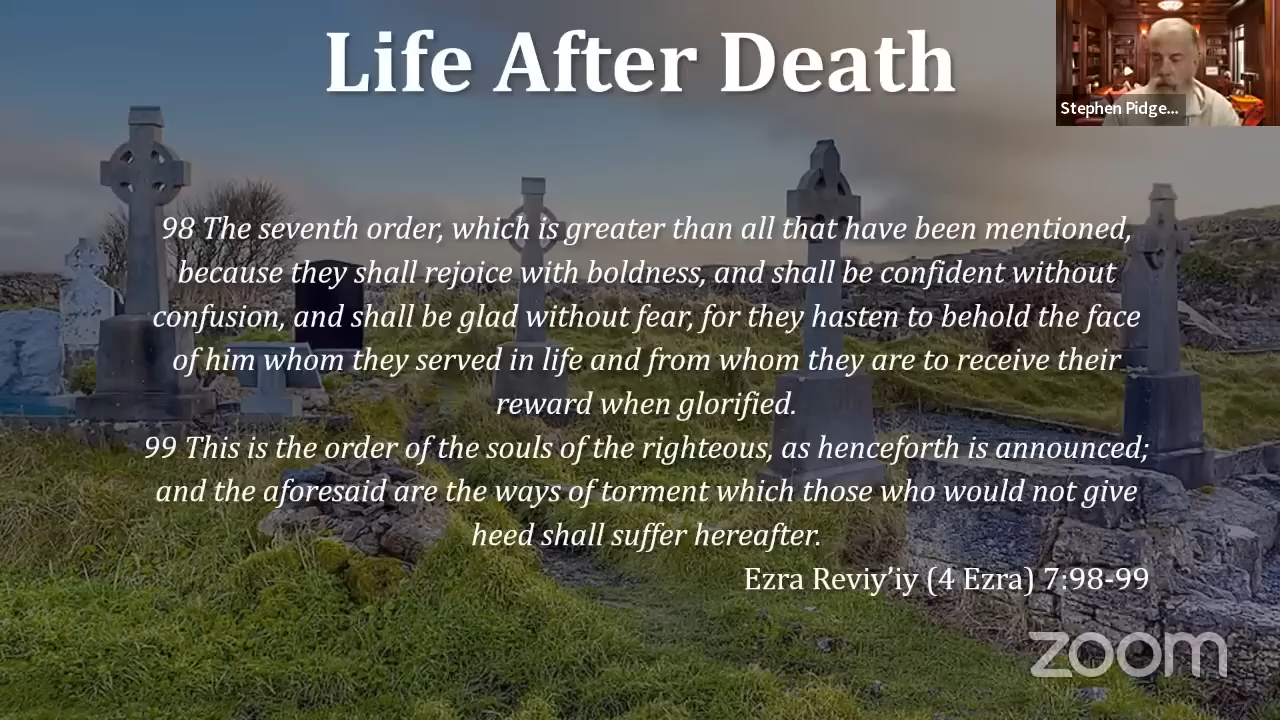 Life After Death
Stephen Pidge...
98 The seventh order, which is greater than all that have been mentioned,
because they shall rejoice with boldness, and shall be confident without
confusion, and shall be glad without fear, for they hasten to behold the face
of him whom they served in life and from whom they are to receive their
reward when glorified.
99 This is the order of the souls of the righteous, as henceforth is announced;
and the aforesaid are the ways of torment which those who would not give
heed shall suffer hereafter.
Ezra Reviy’iy (4 Ezra) 7:98-99
zoom